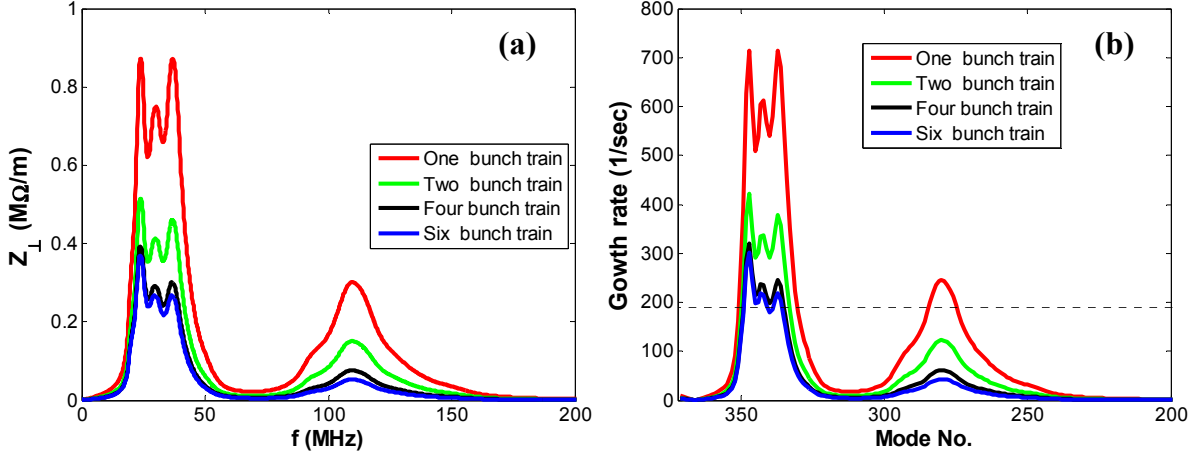 (a)
Z⊥ (MΩ/m)
1
0.8
0.6
0.4
0.2
0
One bunch train
Two bunch train
Four bunch train
Six bunch train
0 50 100 150 200
f (MHz)
(b)
Gowth rate (1/sec)
800
700
600
500
400
300
200
100
0
One bunch train
Two bunch train
Four bunch train
Six bunch train
350 300 250 200
Mode No.